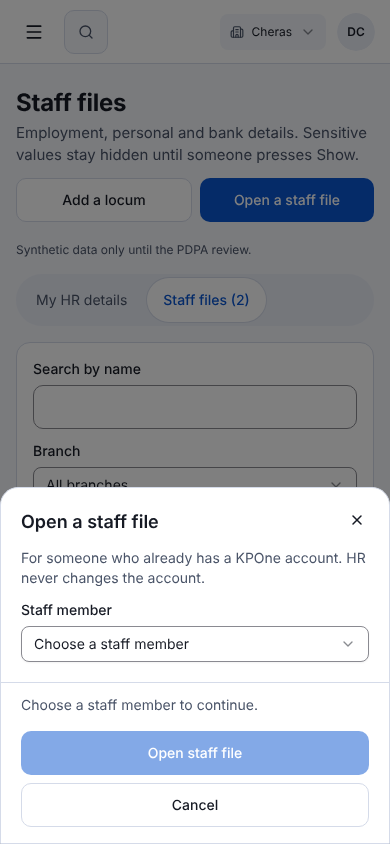 Cheras
DC
Staff files
Employment, personal and bank details. Sensitive
values stay hidden until someone presses Show.
Add a locum
Open a staff file
Synthetic data only until the PDPA review.
My HR details
Staff files (2)
Search by name
Branch
All branches
Open a staff file
For someone who already has a KPOne account. HR
never changes the account.
Staff member
Choose a staff member
Choose a staff member to continue.
Open staff file
Cancel